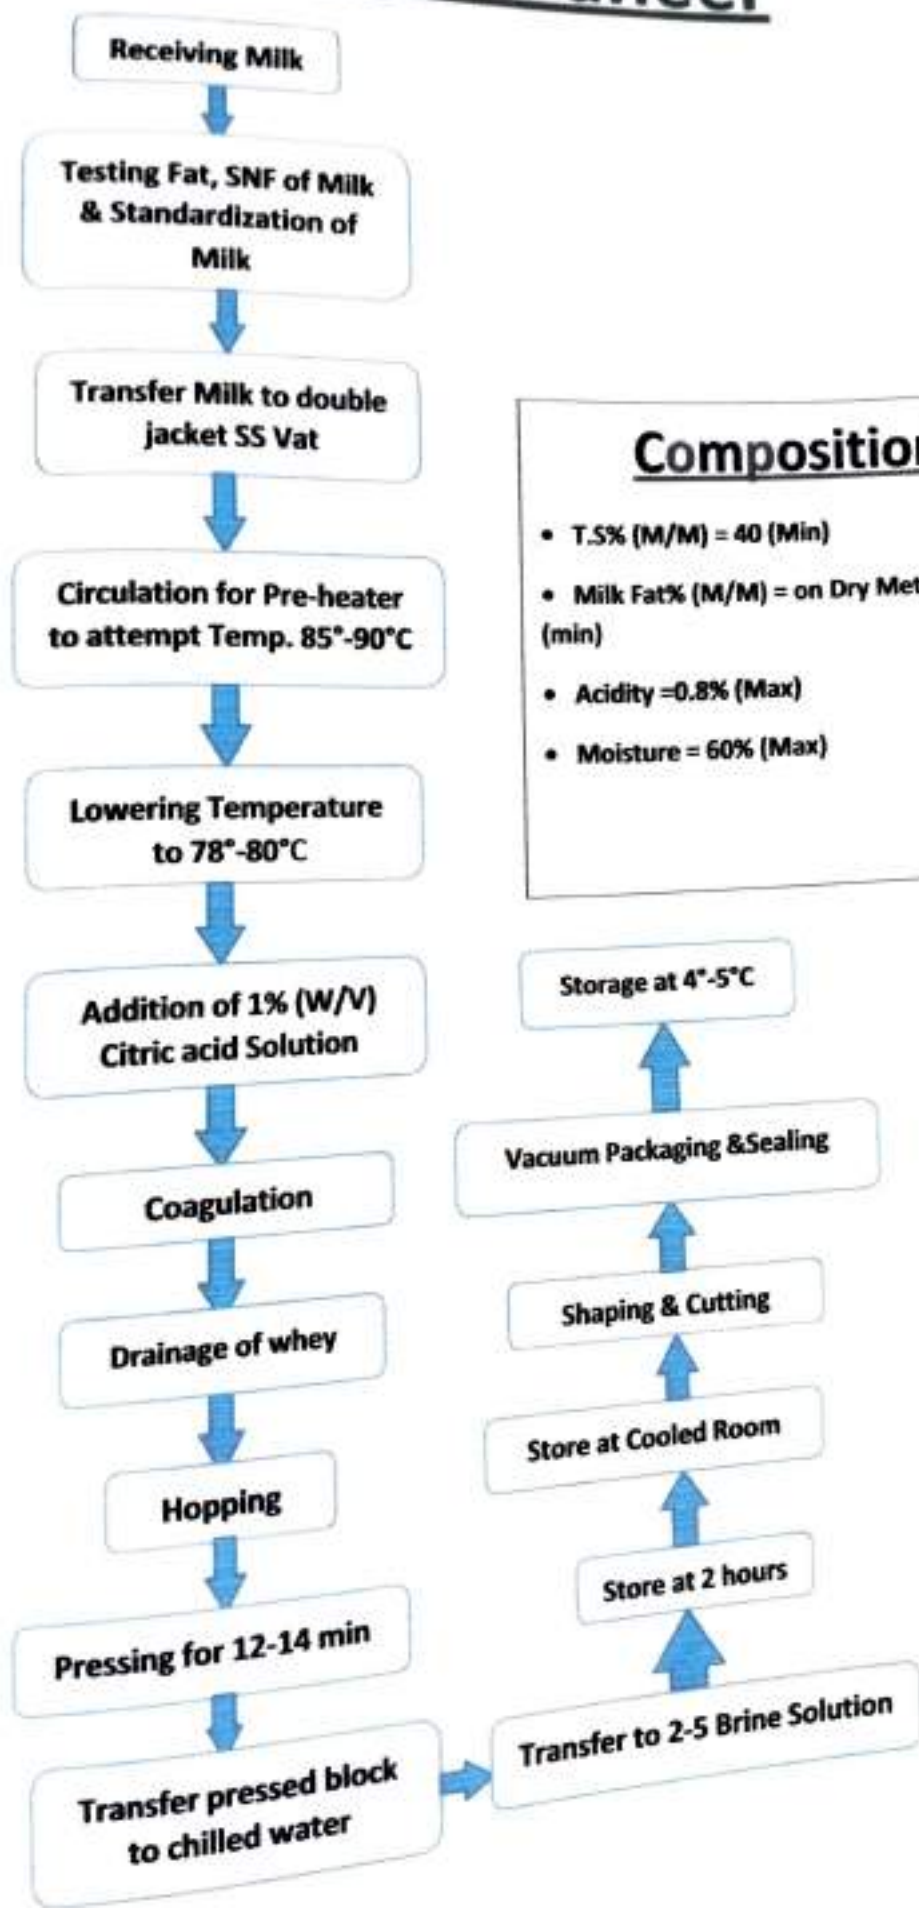 Receiving Milk
Testing Fat, SNF of Milk
& Standardization of
Milk
Transfer Milk to double
jacket SS Vat
Circulation for Pre-heater
to attempt Temp. 85°-90°C
Lowering Temperature
to 78°-80°C
Addition of 1% (W/V)
Citric acid Solution
Coagulation
Drainage of whey
Hopping
Pressing for 12-14 min
Transfer pressed block
to chilled water
Transfer to 2-5 Brine Solution
Store at 2 hours
Store at Cooled Room
Shaping & Cutting
Vacuum Packaging &Sealing
Storage at 4°-5°C
Composition
• T.S% (M/M) = 40 (Min)
• Milk Fat% (M/M) = on Dry Met
(min)
• Acidity =0.8% (Max)
• Moisture = 60% (Max)